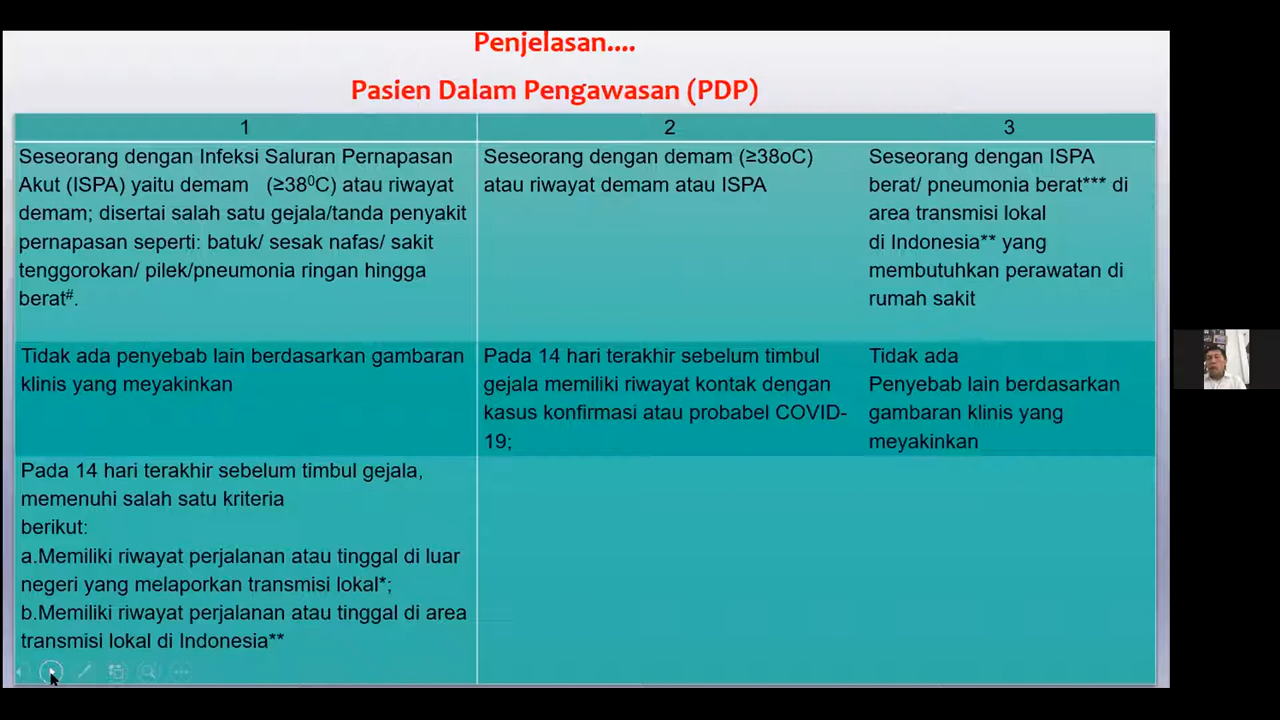 Penjelasan....
Pasien Dalam Pengawasan (PDP)
1
2
3
Seseorang dengan Infeksi Saluran Pernapasan
Akut (ISPA) yaitu demam (≥38⁰C) atau riwayat
demam; disertai salah satu gejala/tanda penyakit
pernapasan seperti: batuk/ sesak nafas/ sakit
tenggorokan/ pilek/pneumonia ringan hingga
berat#.
Seseorang dengan demam (≥38oC)
atau riwayat demam atau ISPA
Seseorang dengan ISPA
berat/ pneumonia berat*** di
area transmisi lokal
di Indonesia** yang
membutuhkan perawatan di
rumah sakit
Tidak ada penyebab lain berdasarkan gambaran
klinis yang meyakinkan
Pada 14 hari terakhir sebelum timbul
gejala memiliki riwayat kontak dengan
kasus konfirmasi atau probabel COVID-
19;
Tidak ada
Penyebab lain berdasarkan
gambaran klinis yang
meyakinkan
Pada 14 hari terakhir sebelum timbul gejala,
memenuhi salah satu kriteria
berikut:
a.Memiliki riwayat perjalanan atau tinggal di luar
negeri yang melaporkan transmisi lokal*;
b.Memiliki riwayat perjalanan atau tinggal di area
transmisi lokal di Indonesia**